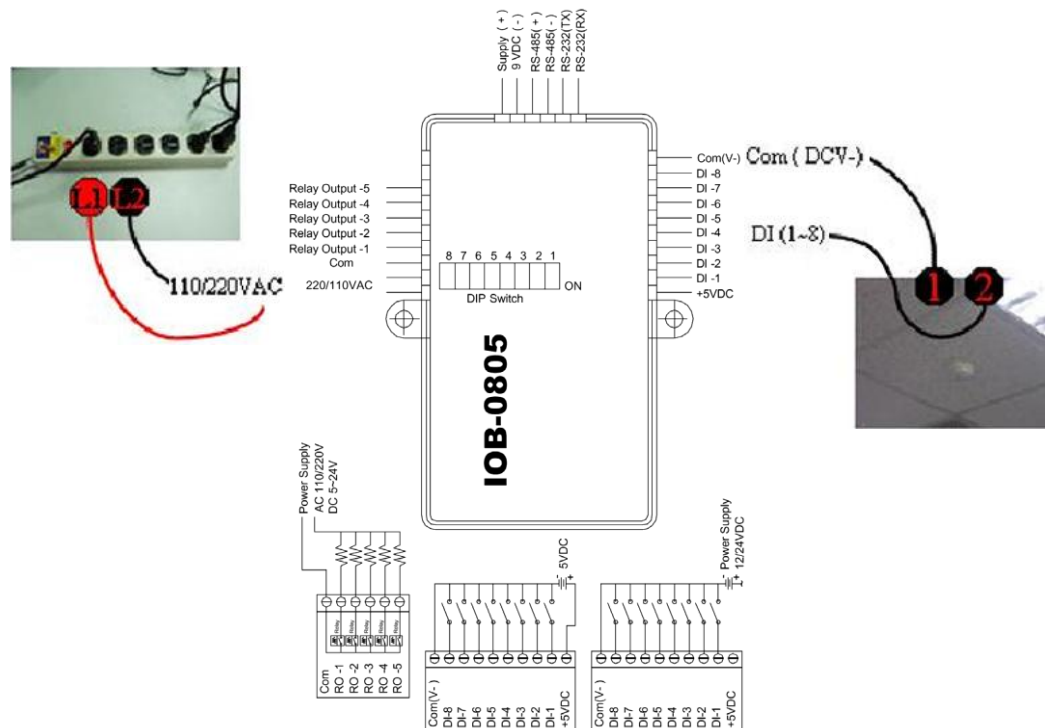 Supply ( + )
9 VDC ( - )
RS-485(+)
RS-485( - )
RS-232(TX)
RS-232(RX)
L1
L2
110/220VAC
Relay Output -5
Relay Output -4
Relay Output -3
Relay Output -2
Relay Output -1
Com
220/110VAC
8 7 6 5 4 3 2 1
ON
DIP Switch
IOB-0805
Com(V-)
DI -8
DI -7
DI -6
DI -5
DI -4
DI -3
DI -2
DI -1
+5VDC
Com ( DCV-)
DI (1~8)
1
2
Power Supply
AC 110/220V
DC 5~24V
Relay
Relay
Relay
Relay
Relay
Com
RO -1
RO -2
RO -3
RO -4
RO -5
- +
5VDC
Com(V-)
DI-8
DI-7
DI-6
DI-5
DI-4
DI-3
DI-2
DI-1
+5VDC
- Power Supply
+ 12/24VDC
Com(V-)
DI-8
DI-7
DI-6
DI-5
DI-4
DI-3
DI-2
DI-1
+5VDC